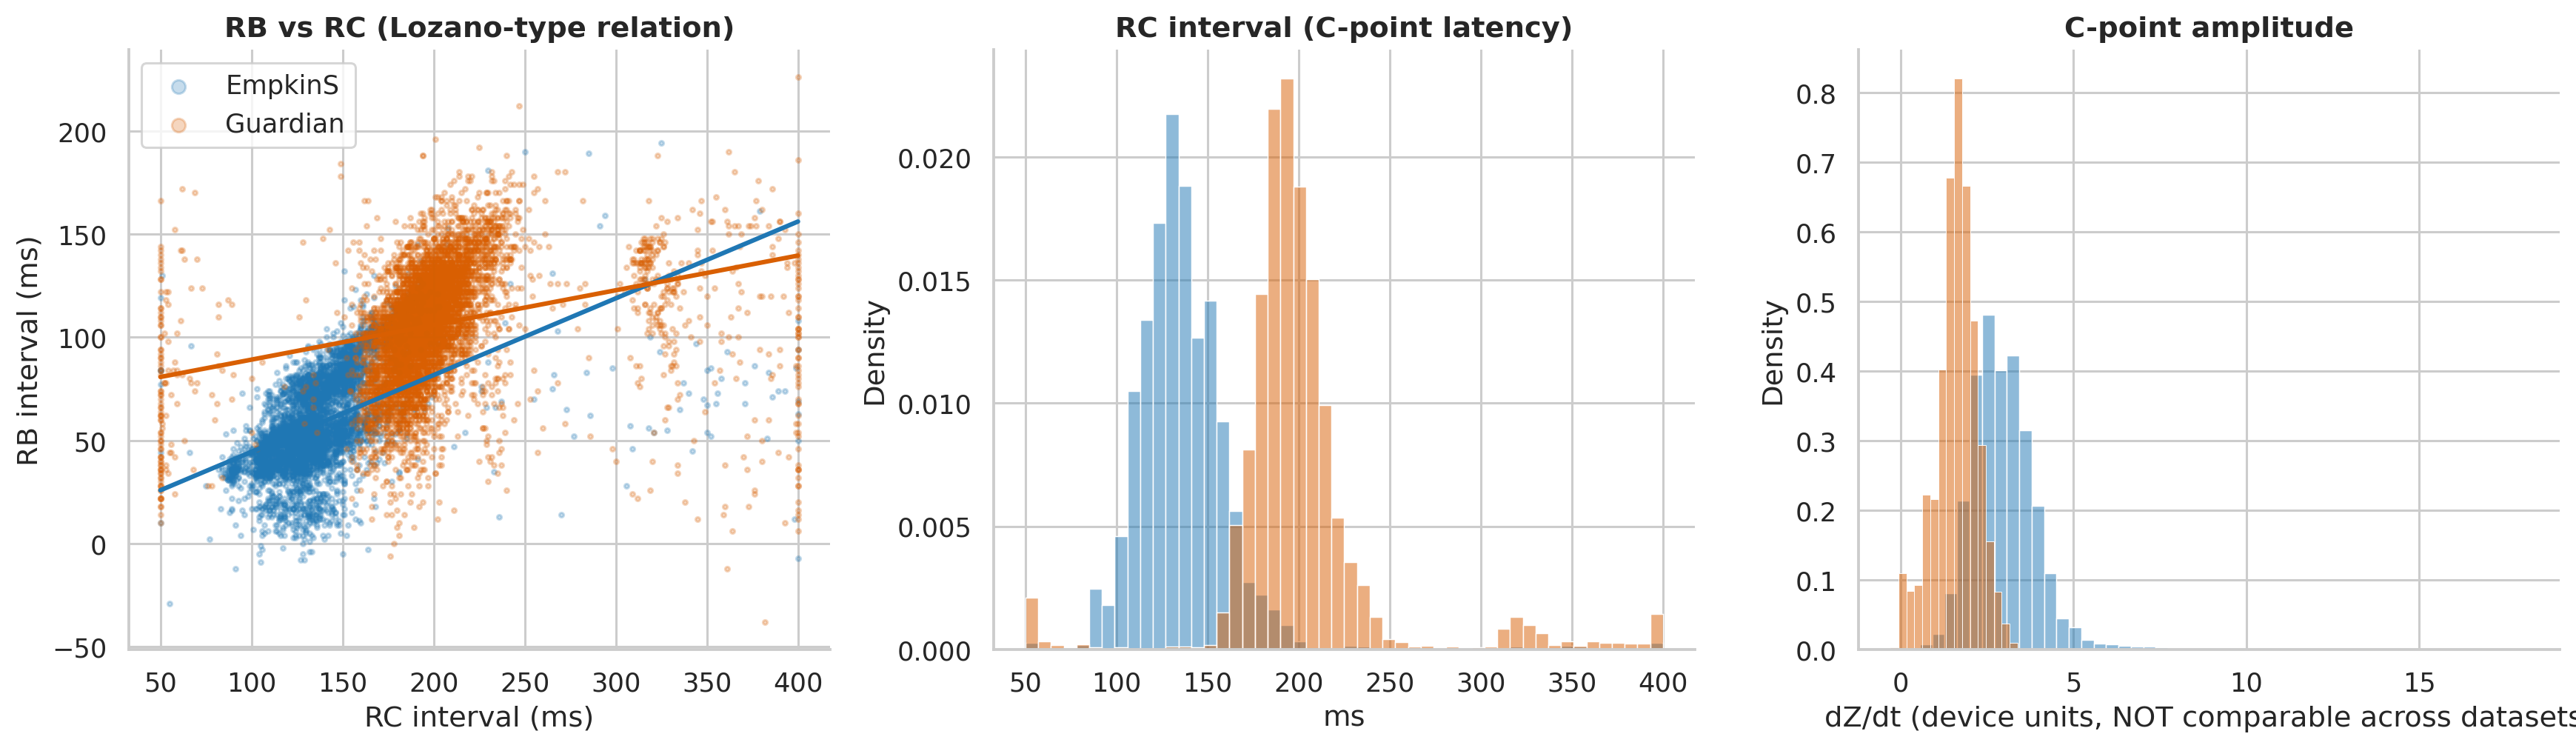 RB vs RC (Lozano-type relation)
EmpkinS
Guardian
200
150
100
50
0
−50
50 100 150 200 250 300 350 400
RB interval (ms)
RC interval (ms)
RC interval (C-point latency)
0.020
0.015
0.010
0.005
0.000
50 100 150 200 250 300 350 400
Density
ms
C-point amplitude
0.8
0.7
0.6
0.5
0.4
0.3
0.2
0.1
0.0
0 5 10 15
Density
dZ/dt (device units, NOT comparable across datasets